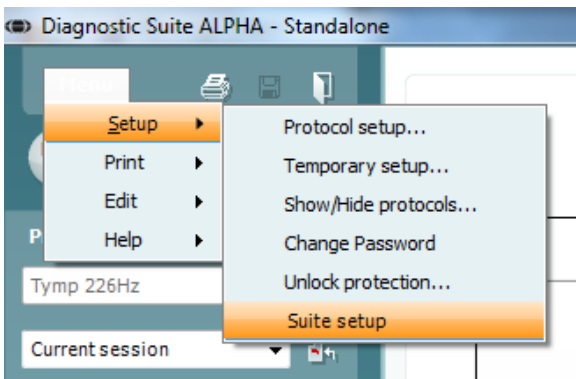 Diagnostic Suite ALPHA - Standalone
Menu
Setup
Print
Edit
Help
Protocol setup...
Temporary setup...
Show/Hide protocols...
Change Password
Unlock protection...
Suite setup
Tymp 226Hz
Current session